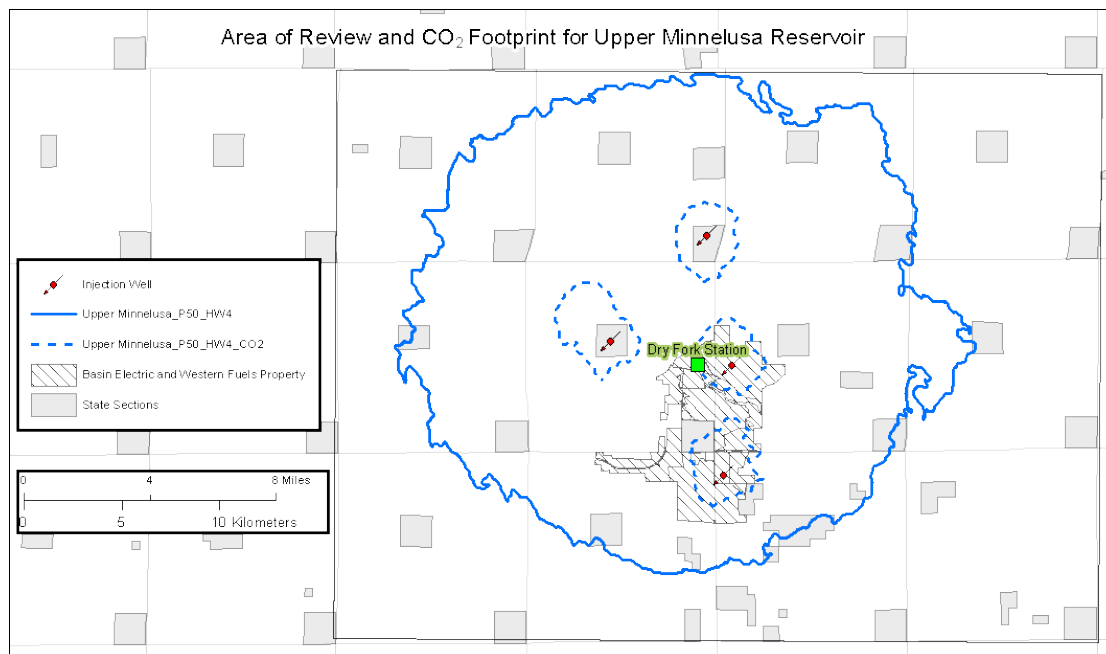 Area of Review and CO₂ Footprint for Upper Minnelusa Reservoir
Injection Well
Upper Minnelusa_P50_HW4
Upper Minnelusa_P50_HW4_CO2
Basin Electric and Western Fuels Property
State Sections
Dry Fork Station
0 4 8 Miles
0 5 10 Kilometers